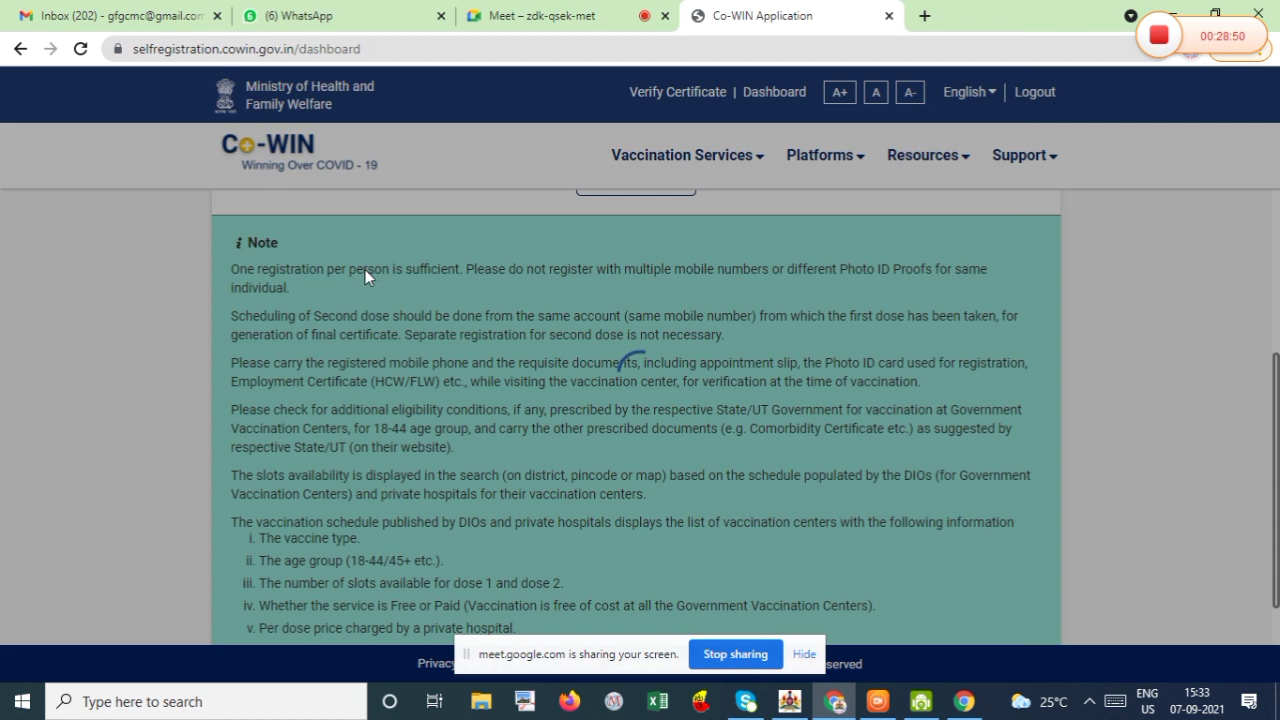 Inbox (202) - gfgcmc@gmail.com
(6) WhatsApp
Meet – zdk-qsek-met
Co-WIN Application
00:28:50
selfregistration.cowin.gov.in/dashboard
Ministry of Health and
Family Welfare
Verify Certificate | Dashboard A+ A A- English | Logout
Co-WIN
Winning Over COVID - 19
Vaccination Services Platforms Resources Support
i Note
One registration per person is sufficient. Please do not register with multiple mobile numbers or different Photo ID Proofs for same
individual.
Scheduling of Second dose should be done from the same account (same mobile number) from which the first dose has been taken, for
generation of final certificate. Separate registration for second dose is not necessary.
Please carry the registered mobile phone and the requisite documents, including appointment slip, the Photo ID card used for registration,
Employment Certificate (HCW/FLW) etc., while visiting the vaccination center, for verification at the time of vaccination.
Please check for additional eligibility conditions, if any, prescribed by the respective State/UT Government for vaccination at Government
Vaccination Centers, for 18-44 age group, and carry the other prescribed documents (e.g. Comorbidity Certificate etc.) as suggested by
respective State/UT (on their website).
The slots availability is displayed in the search (on district, pincode or map) based on the schedule populated by the DIOs (for Government
Vaccination Centers) and private hospitals for their vaccination centers.
The vaccination schedule published by DIOs and private hospitals displays the list of vaccination centers with the following information
i. The vaccine type.
ii. The age group (18-44/45+ etc.).
iii. The number of slots available for dose 1 and dose 2.
iv. Whether the service is Free or Paid (Vaccination is free of cost at all the Government Vaccination Centers).
v. Per dose price charged by a private hospital.
meet.google.com is sharing your screen. Stop sharing Hide
Privacy
served
Type here to search
25°C
ENG
US
15:33
07-09-2021